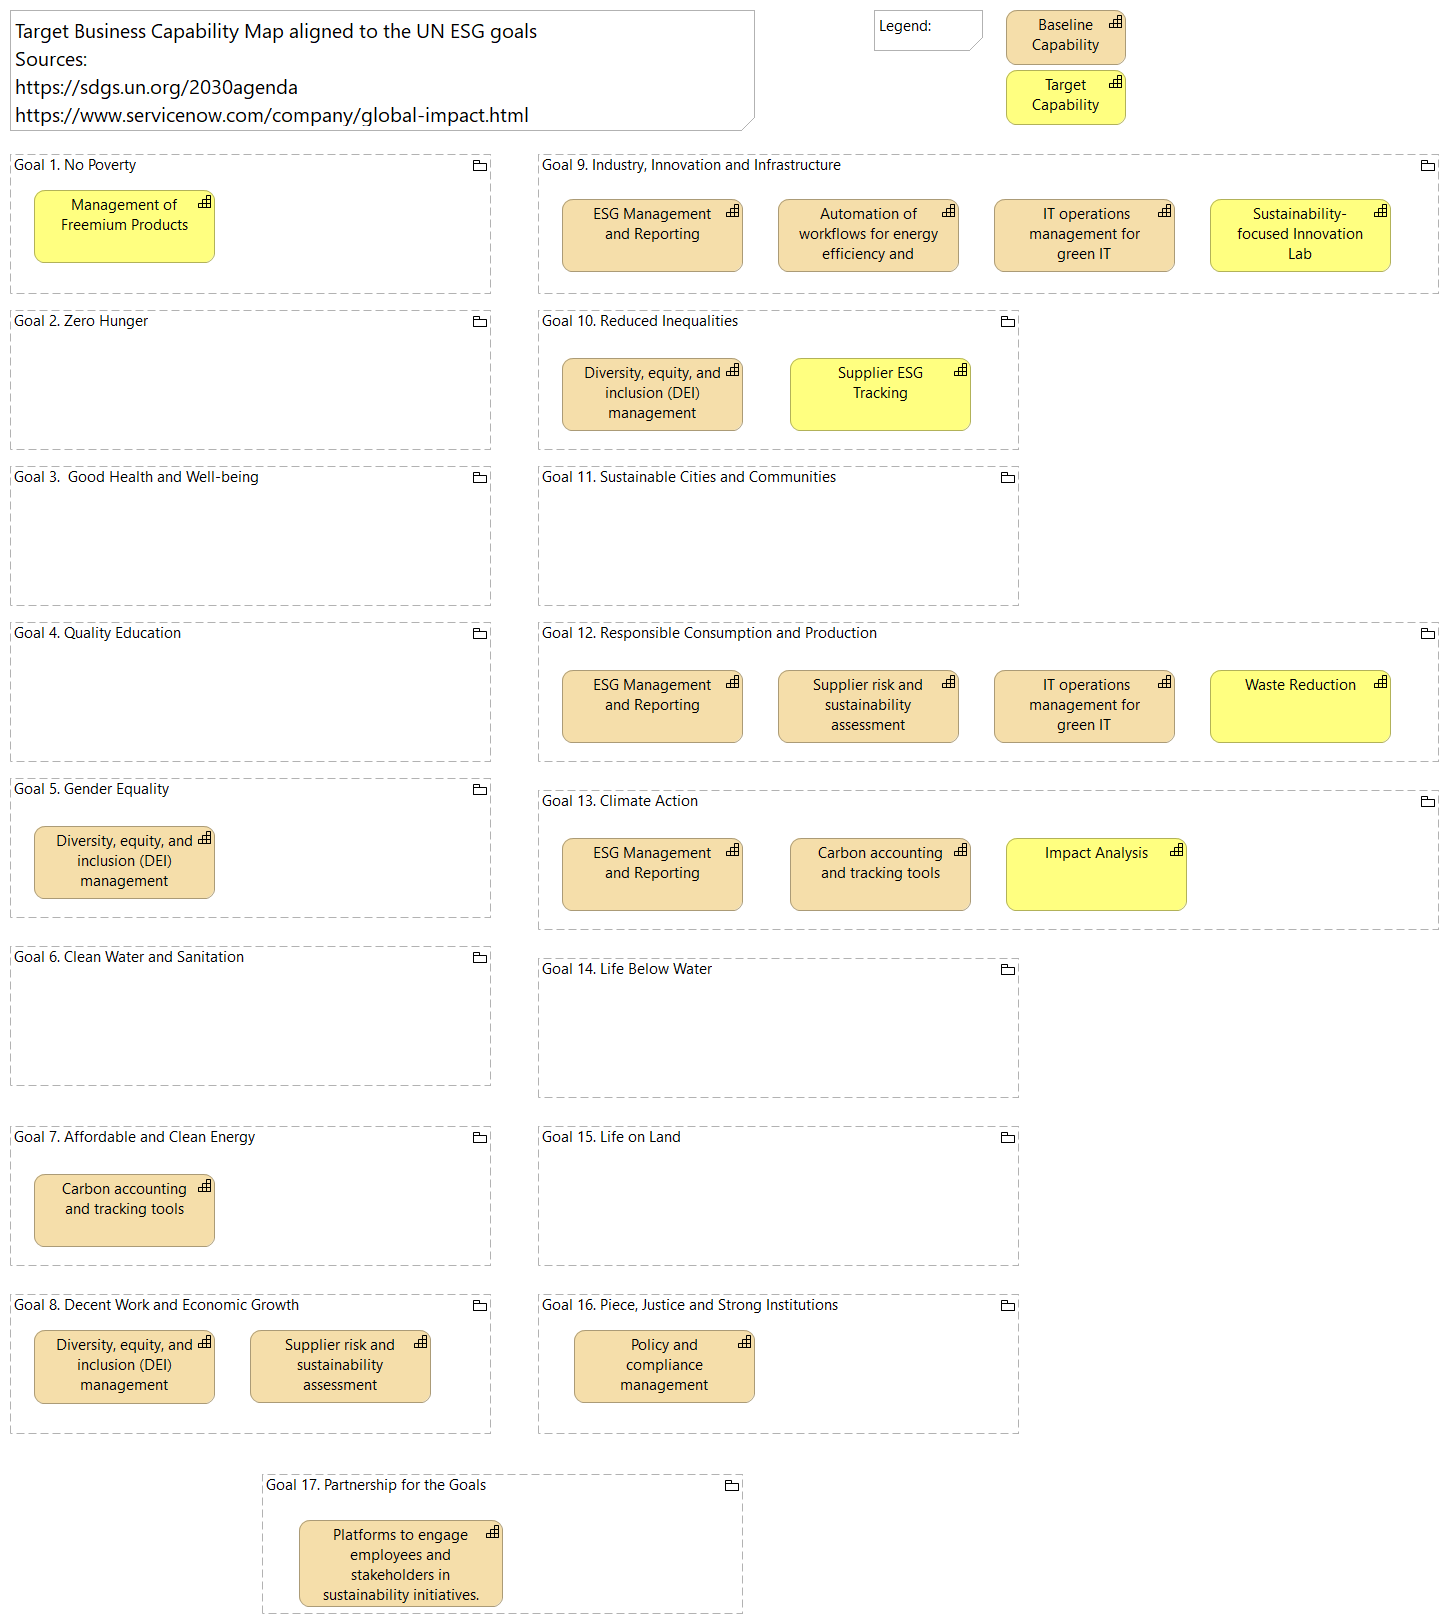 Target Business Capability Map aligned to the UN ESG goals
Sources:
https://sdgs.un.org/2030agenda
https://www.servicenow.com/company/global-impact.html
Legend:
Baseline
Capability
Target
Capability
Goal 1. No Poverty
Management of
Freemium Products
Goal 2. Zero Hunger
Goal 3.  Good Health and Well-being
Goal 4. Quality Education
Goal 5. Gender Equality
Diversity, equity, and
inclusion (DEI)
management
Goal 6. Clean Water and Sanitation
Goal 7. Affordable and Clean Energy
Carbon accounting
and tracking tools
Goal 8. Decent Work and Economic Growth
Diversity, equity, and
inclusion (DEI)
management
Supplier risk and
sustainability
assessment
Goal 9. Industry, Innovation and Infrastructure
ESG Management
and Reporting
Automation of
workflows for energy
efficiency and
IT operations
management for
green IT
Sustainability-
focused Innovation
Lab
Goal 10. Reduced Inequalities
Diversity, equity, and
inclusion (DEI)
management
Supplier ESG
Tracking
Goal 11. Sustainable Cities and Communities
Goal 12. Responsible Consumption and Production
ESG Management
and Reporting
Supplier risk and
sustainability
assessment
IT operations
management for
green IT
Waste Reduction
Goal 13. Climate Action
ESG Management
and Reporting
Carbon accounting
and tracking tools
Impact Analysis
Goal 14. Life Below Water
Goal 15. Life on Land
Goal 16. Piece, Justice and Strong Institutions
Policy and
compliance
management
Goal 17. Partnership for the Goals
Platforms to engage
employees and
stakeholders in
sustainability initiatives.